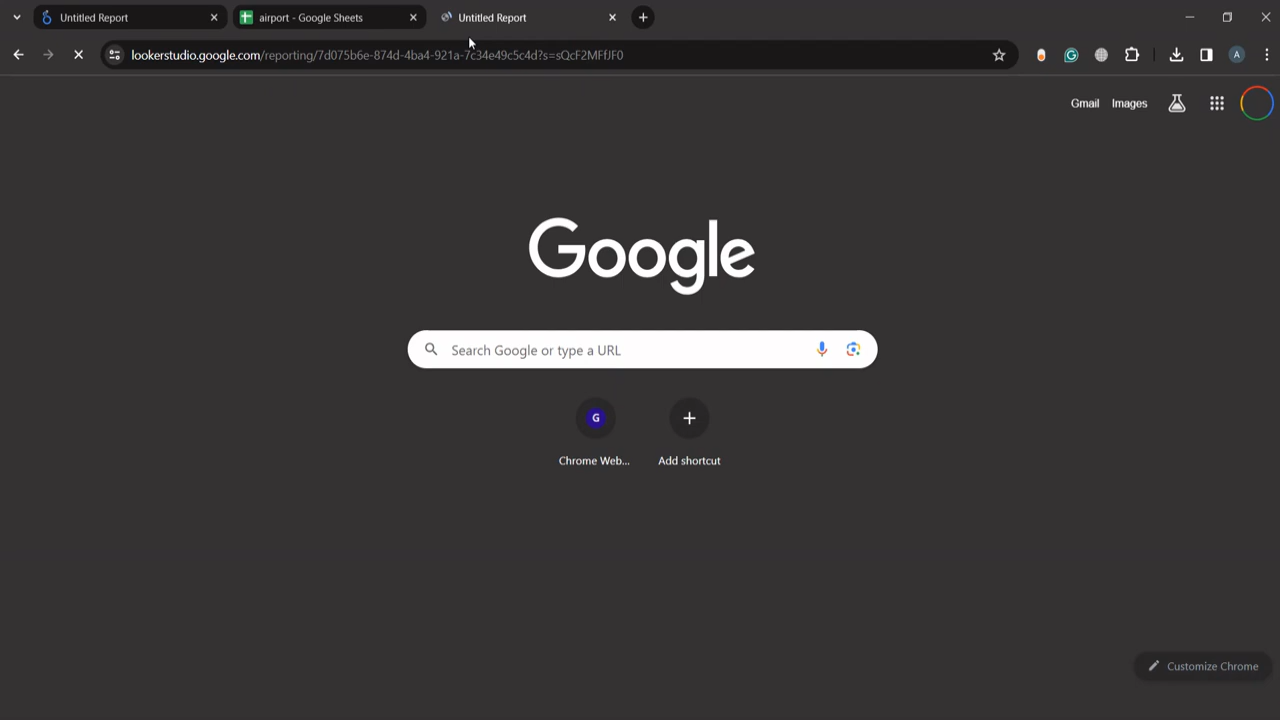 Untitled Report
airport - Google Sheets
Untitled Report
lookerstudio.google.com/reporting/7d075b6e-874d-4ba4-921a-7c34e49c5c4d?s=sQcF2MFfJF0
A
Gmail
Images
Google
Search Google or type a URL
G
Chrome Web...
Add shortcut
Customize Chrome